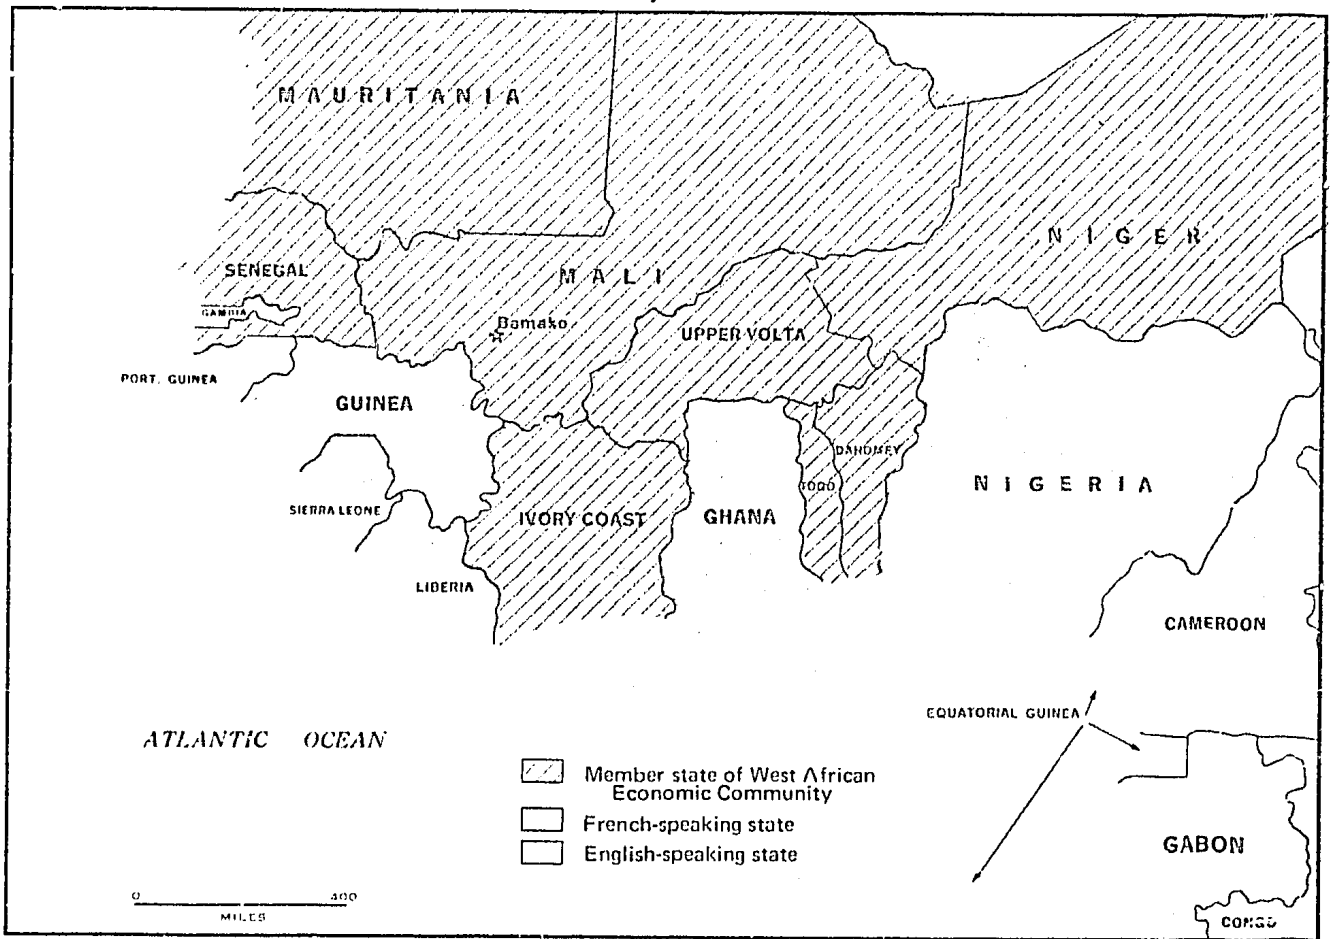 MAURITANIA
NIGER
SENEGAL
MALI
GAMBIA
Bamako
UPPER VOLTA
PORT. GUINEA
GUINEA
DAHOMEY
TOGO
NIGERIA
SIERRA LEONE
IVORY COAST
GHANA
LIBERIA
CAMEROON
EQUATORIAL GUINEA
ATLANTIC OCEAN
Member state of West African
Economic Community
French-speaking state
English-speaking state
GABON
0 400
MILES
CONGO